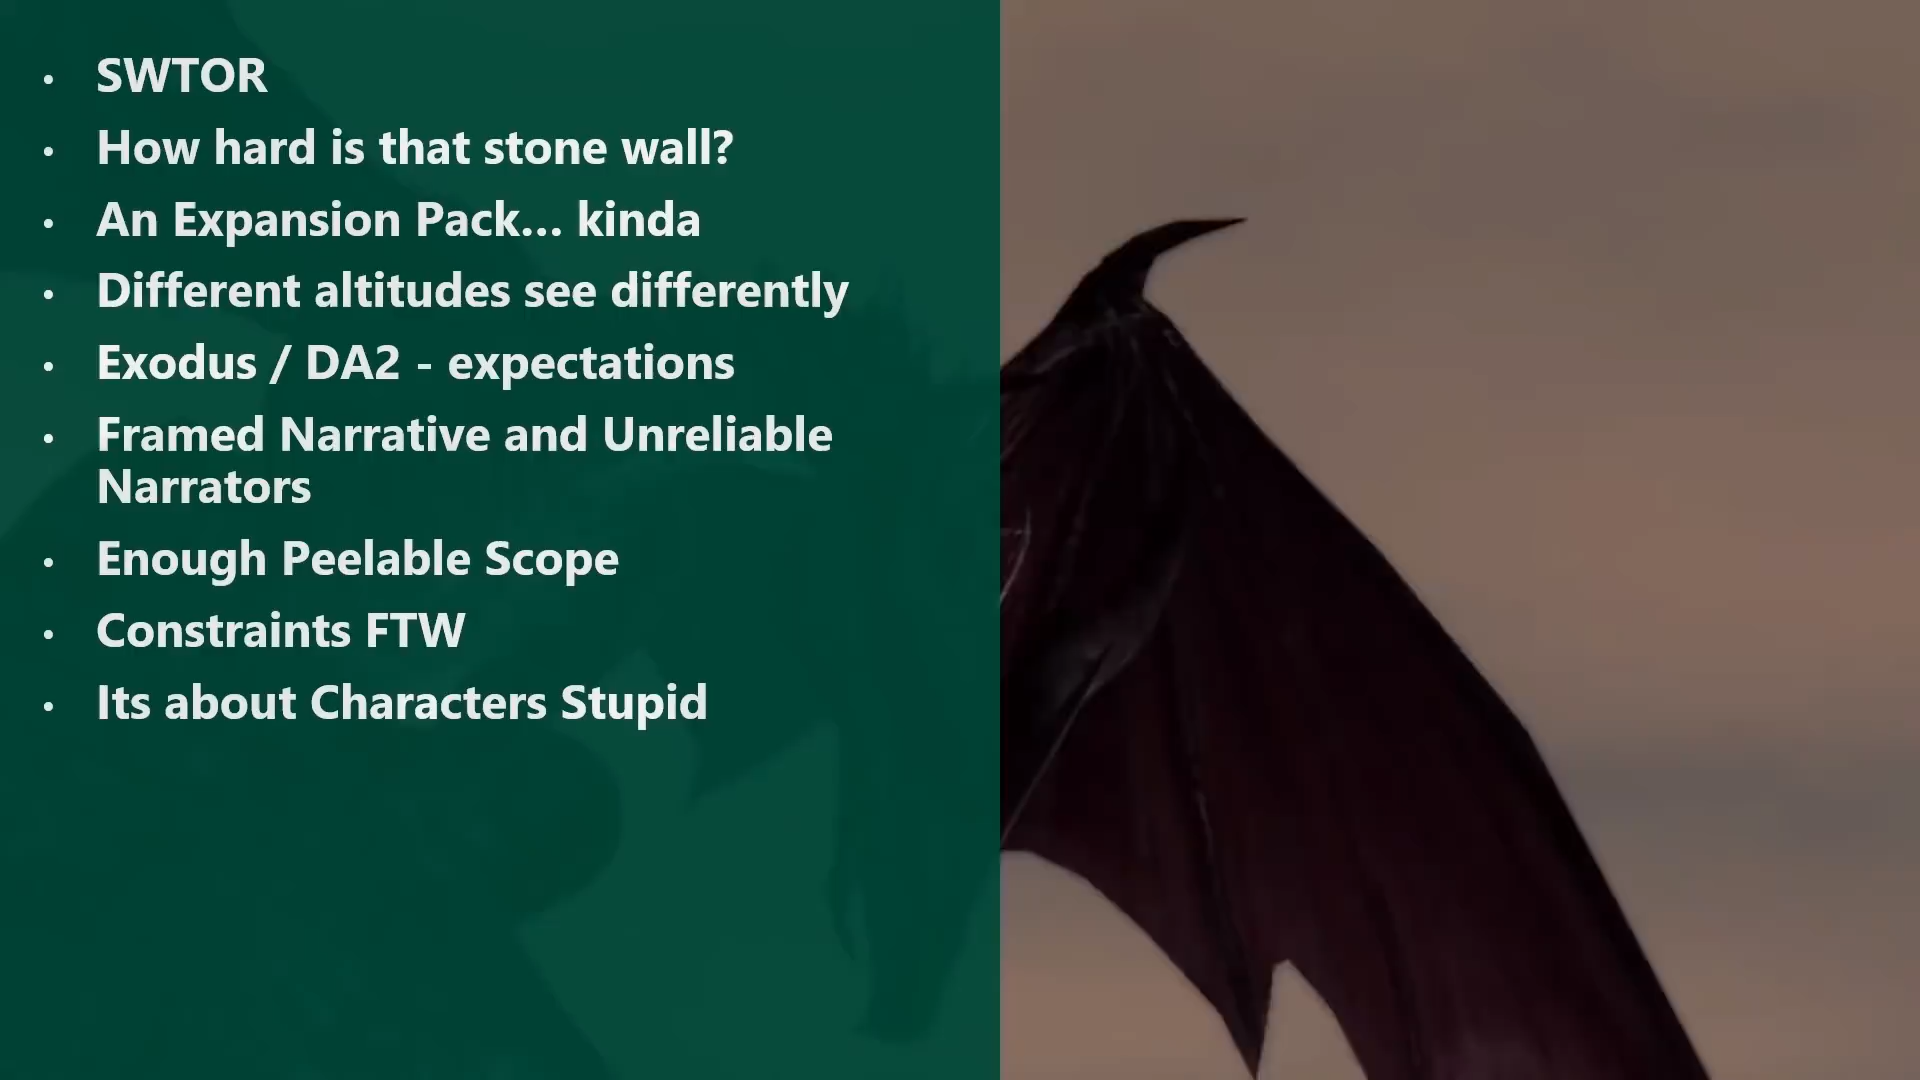 SWTOR
How hard is that stone wall?
An Expansion Pack... kinda
Different altitudes see differently
Exodus / DA2 - expectations
Framed Narrative and Unreliable
Narrators
Enough Peelable Scope
Constraints FTW
Its about Characters Stupid